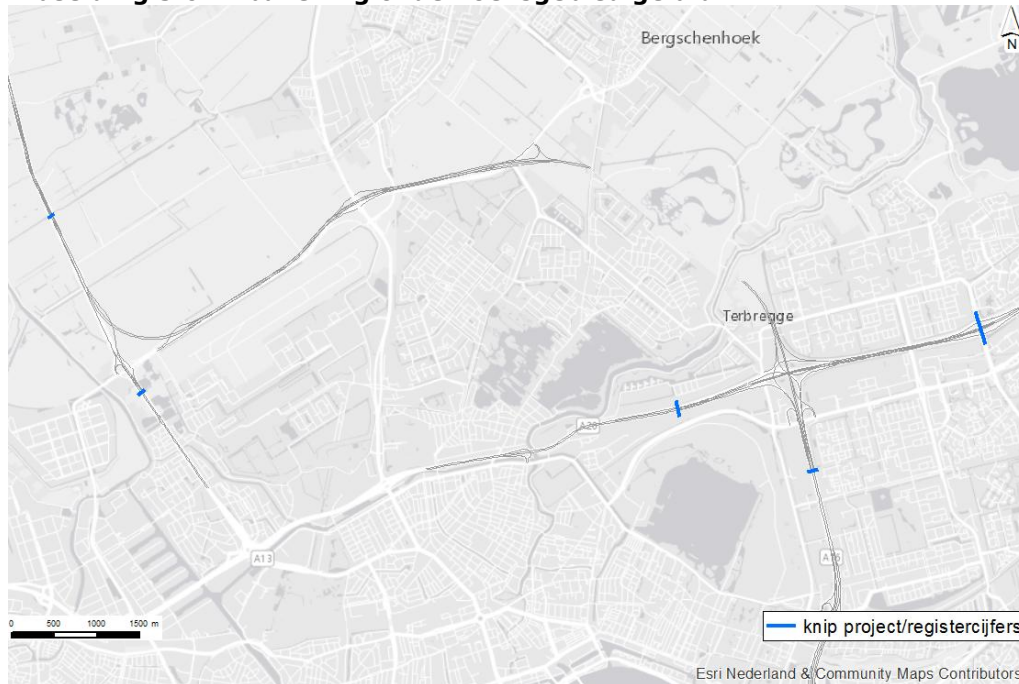 Bergschenhoek
N
Terbregge
A20
A13
A16
0 500 1000 1500 m
knip project/registercijfers
Esri Nederland & Community Maps Contributors